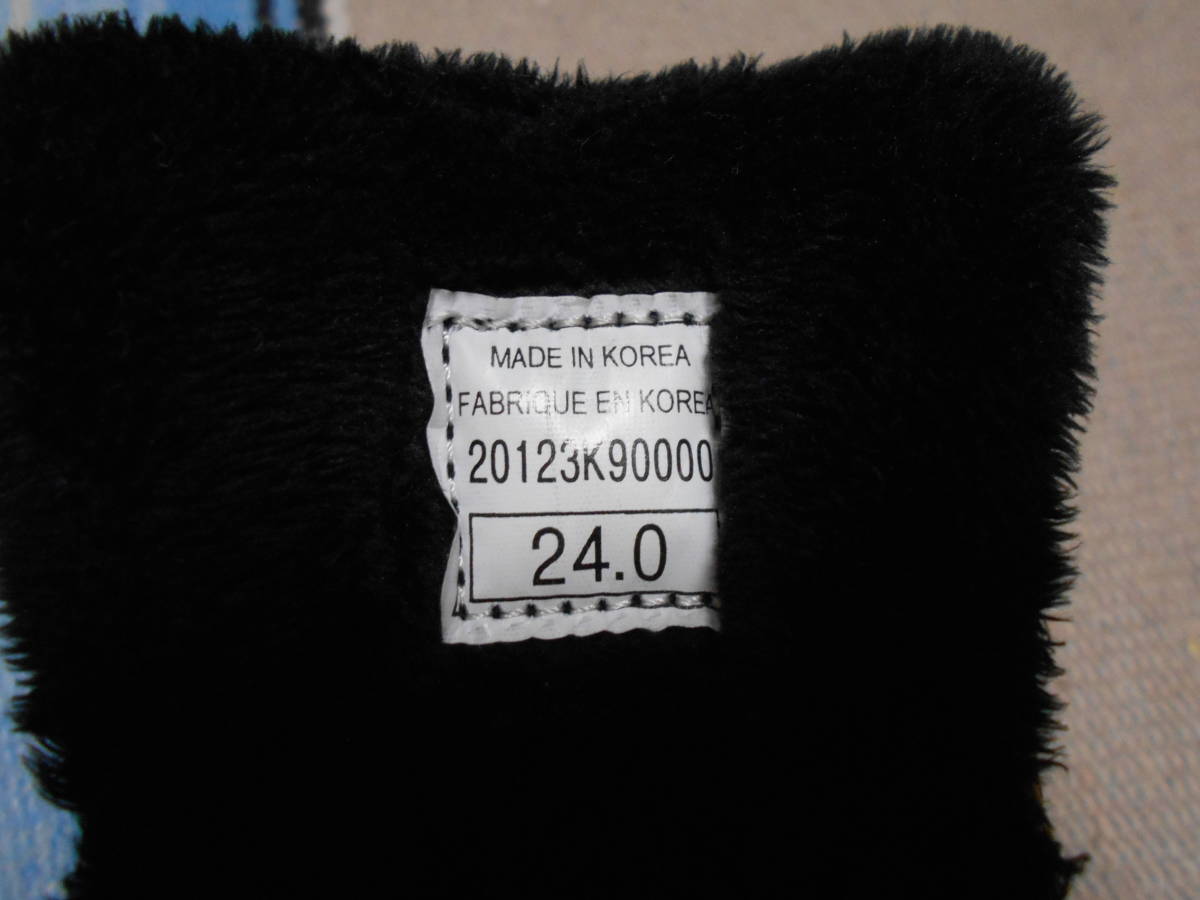 MADE IN KOREA
FABRIQUE EN KOREA
20123K90000
24.0